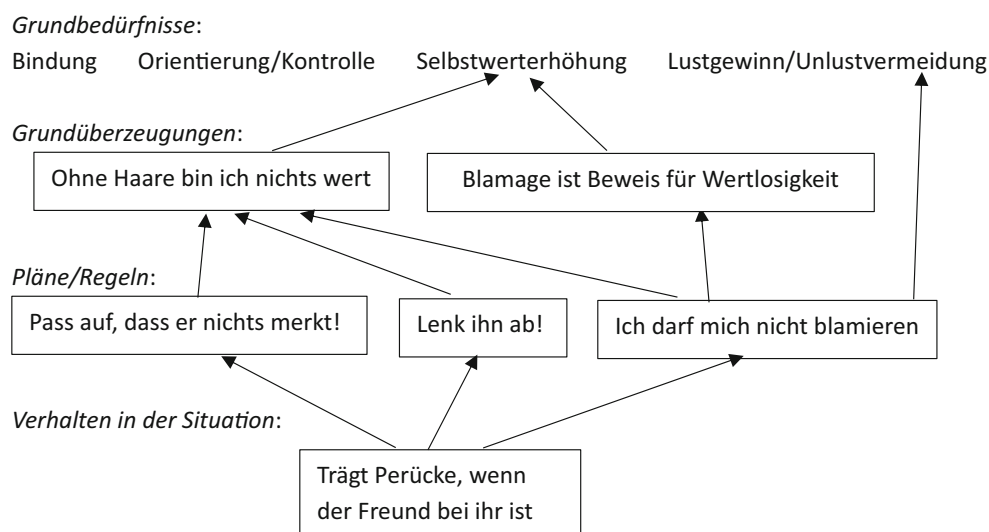 Grundbedürfnisse:
Bindung Orientierung/Kontrolle Selbstwerterhöhung Lustgewinn/Unlustvermeidung
Grundüberzeugungen:
Ohne Haare bin ich nichts wert
Blamage ist Beweis für Wertlosigkeit
Pläne/Regeln:
Pass auf, dass er nichts merkt!
Lenk ihn ab!
Ich darf mich nicht blamieren
Verhalten in der Situation:
Trägt Perücke, wenn
der Freund bei ihr ist